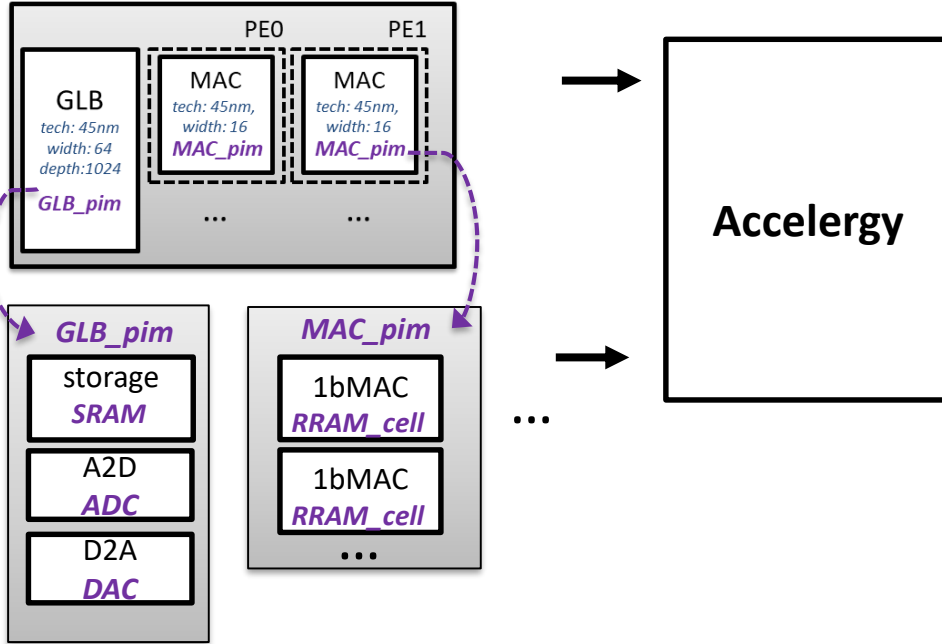 PE0
PE1
GLB
tech: 45nm
width: 64
depth:1024
GLB_pim
MAC
tech: 45nm,
width: 16
MAC_pim
...
MAC
tech: 45nm,
width: 16
MAC_pim
...
Accelergy
GLB_pim
storage
SRAM
A2D
ADC
D2A
DAC
MAC_pim
1bMAC
RRAM_cell
1bMAC
RRAM_cell
...
...